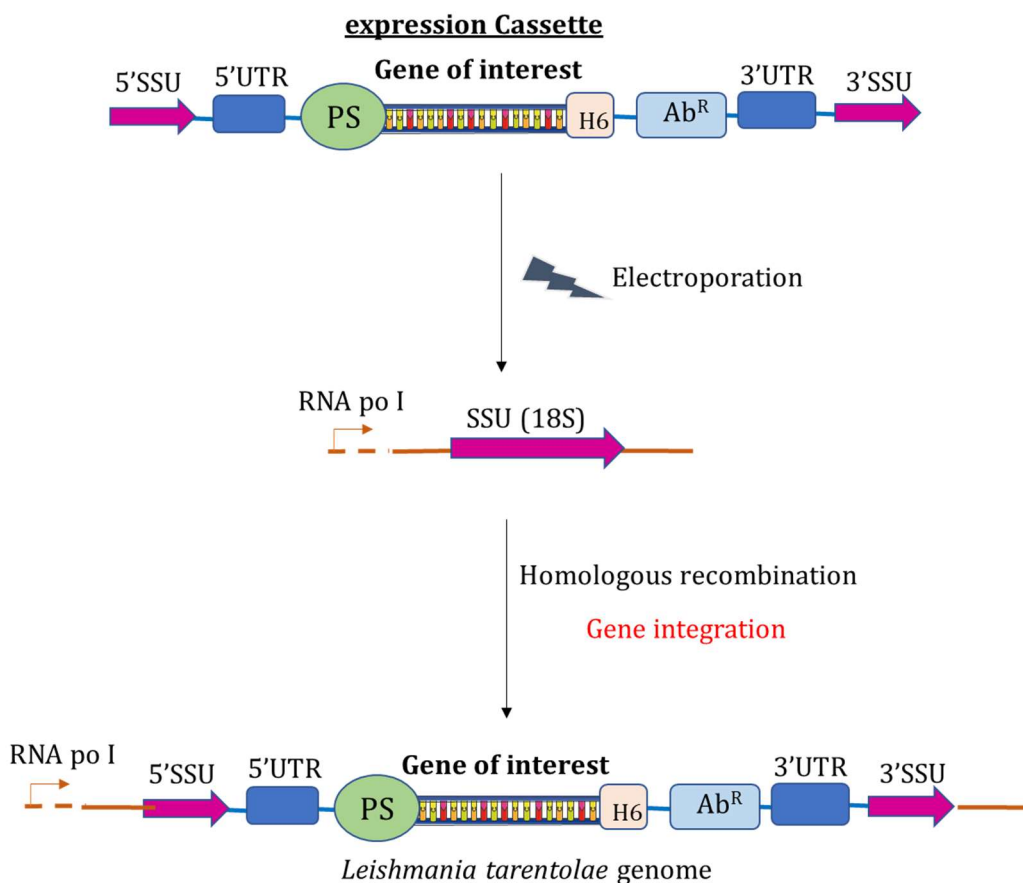 expression Cassette
Gene of interest
5'SSU 5'UTR 3'UTR 3'SSU
PS H6 Ab^R
Electroporation
RNA po I
SSU (18S)
Homologous recombination
Gene integration
RNA po I
5'SSU 5'UTR Gene of interest 3'UTR 3'SSU
PS H6 Ab^R
Leishmania tarentolae genome